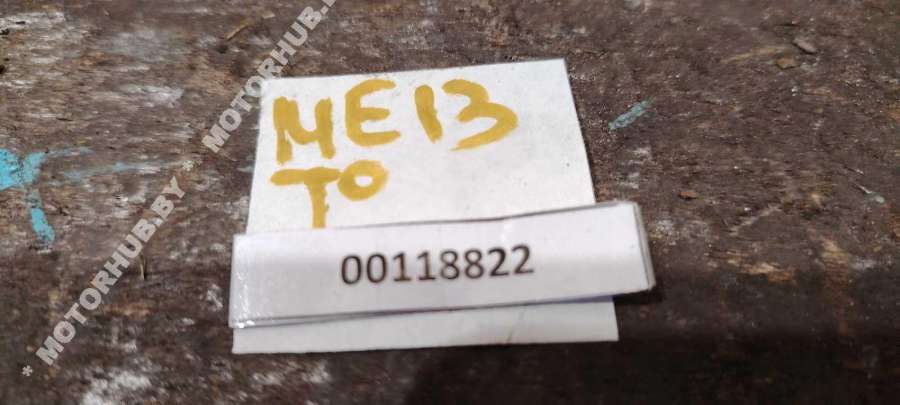 ME13
TO
00118822
* MOTORHUB.BY * MOTORHUB.BY